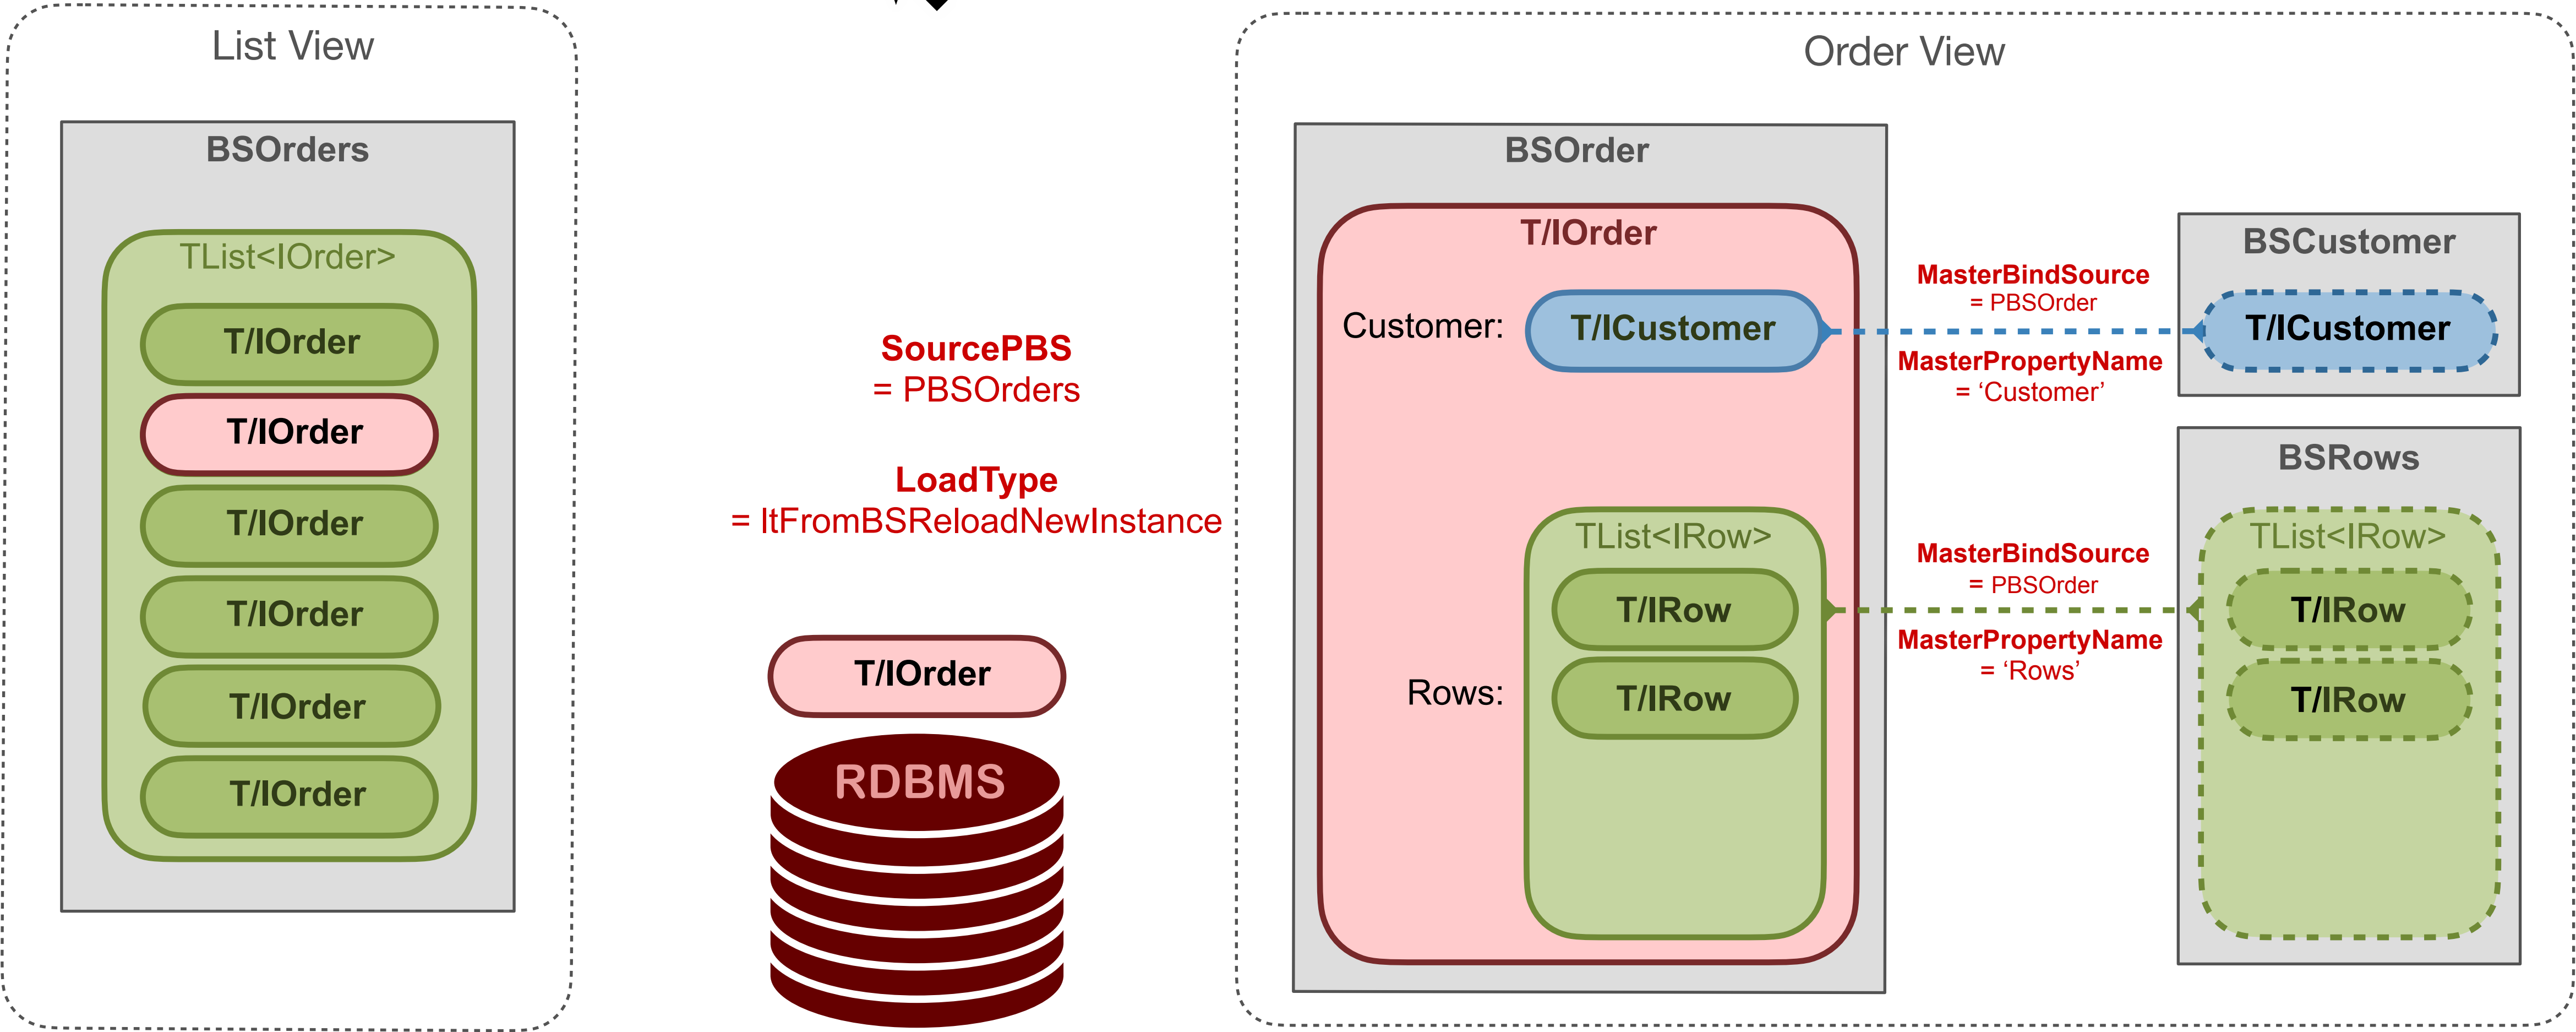 List View
BSOrders
TList<IOrder>
T/IOrder
T/IOrder
T/IOrder
T/IOrder
T/IOrder
T/IOrder
SourcePBS
= PBSOrders
LoadType
= ltFromBSReloadNewInstance
T/IOrder
RDBMS
Order View
BSOrder
T/IOrder
Customer:
T/ICustomer
Rows:
TList<IRow>
T/IRow
T/IRow
MasterBindSource
= PBSOrder
MasterPropertyName
= ‘Customer’
MasterBindSource
= PBSOrder
MasterPropertyName
= ‘Rows’
BSCustomer
T/ICustomer
BSRows
TList<IRow>
T/IRow
T/IRow